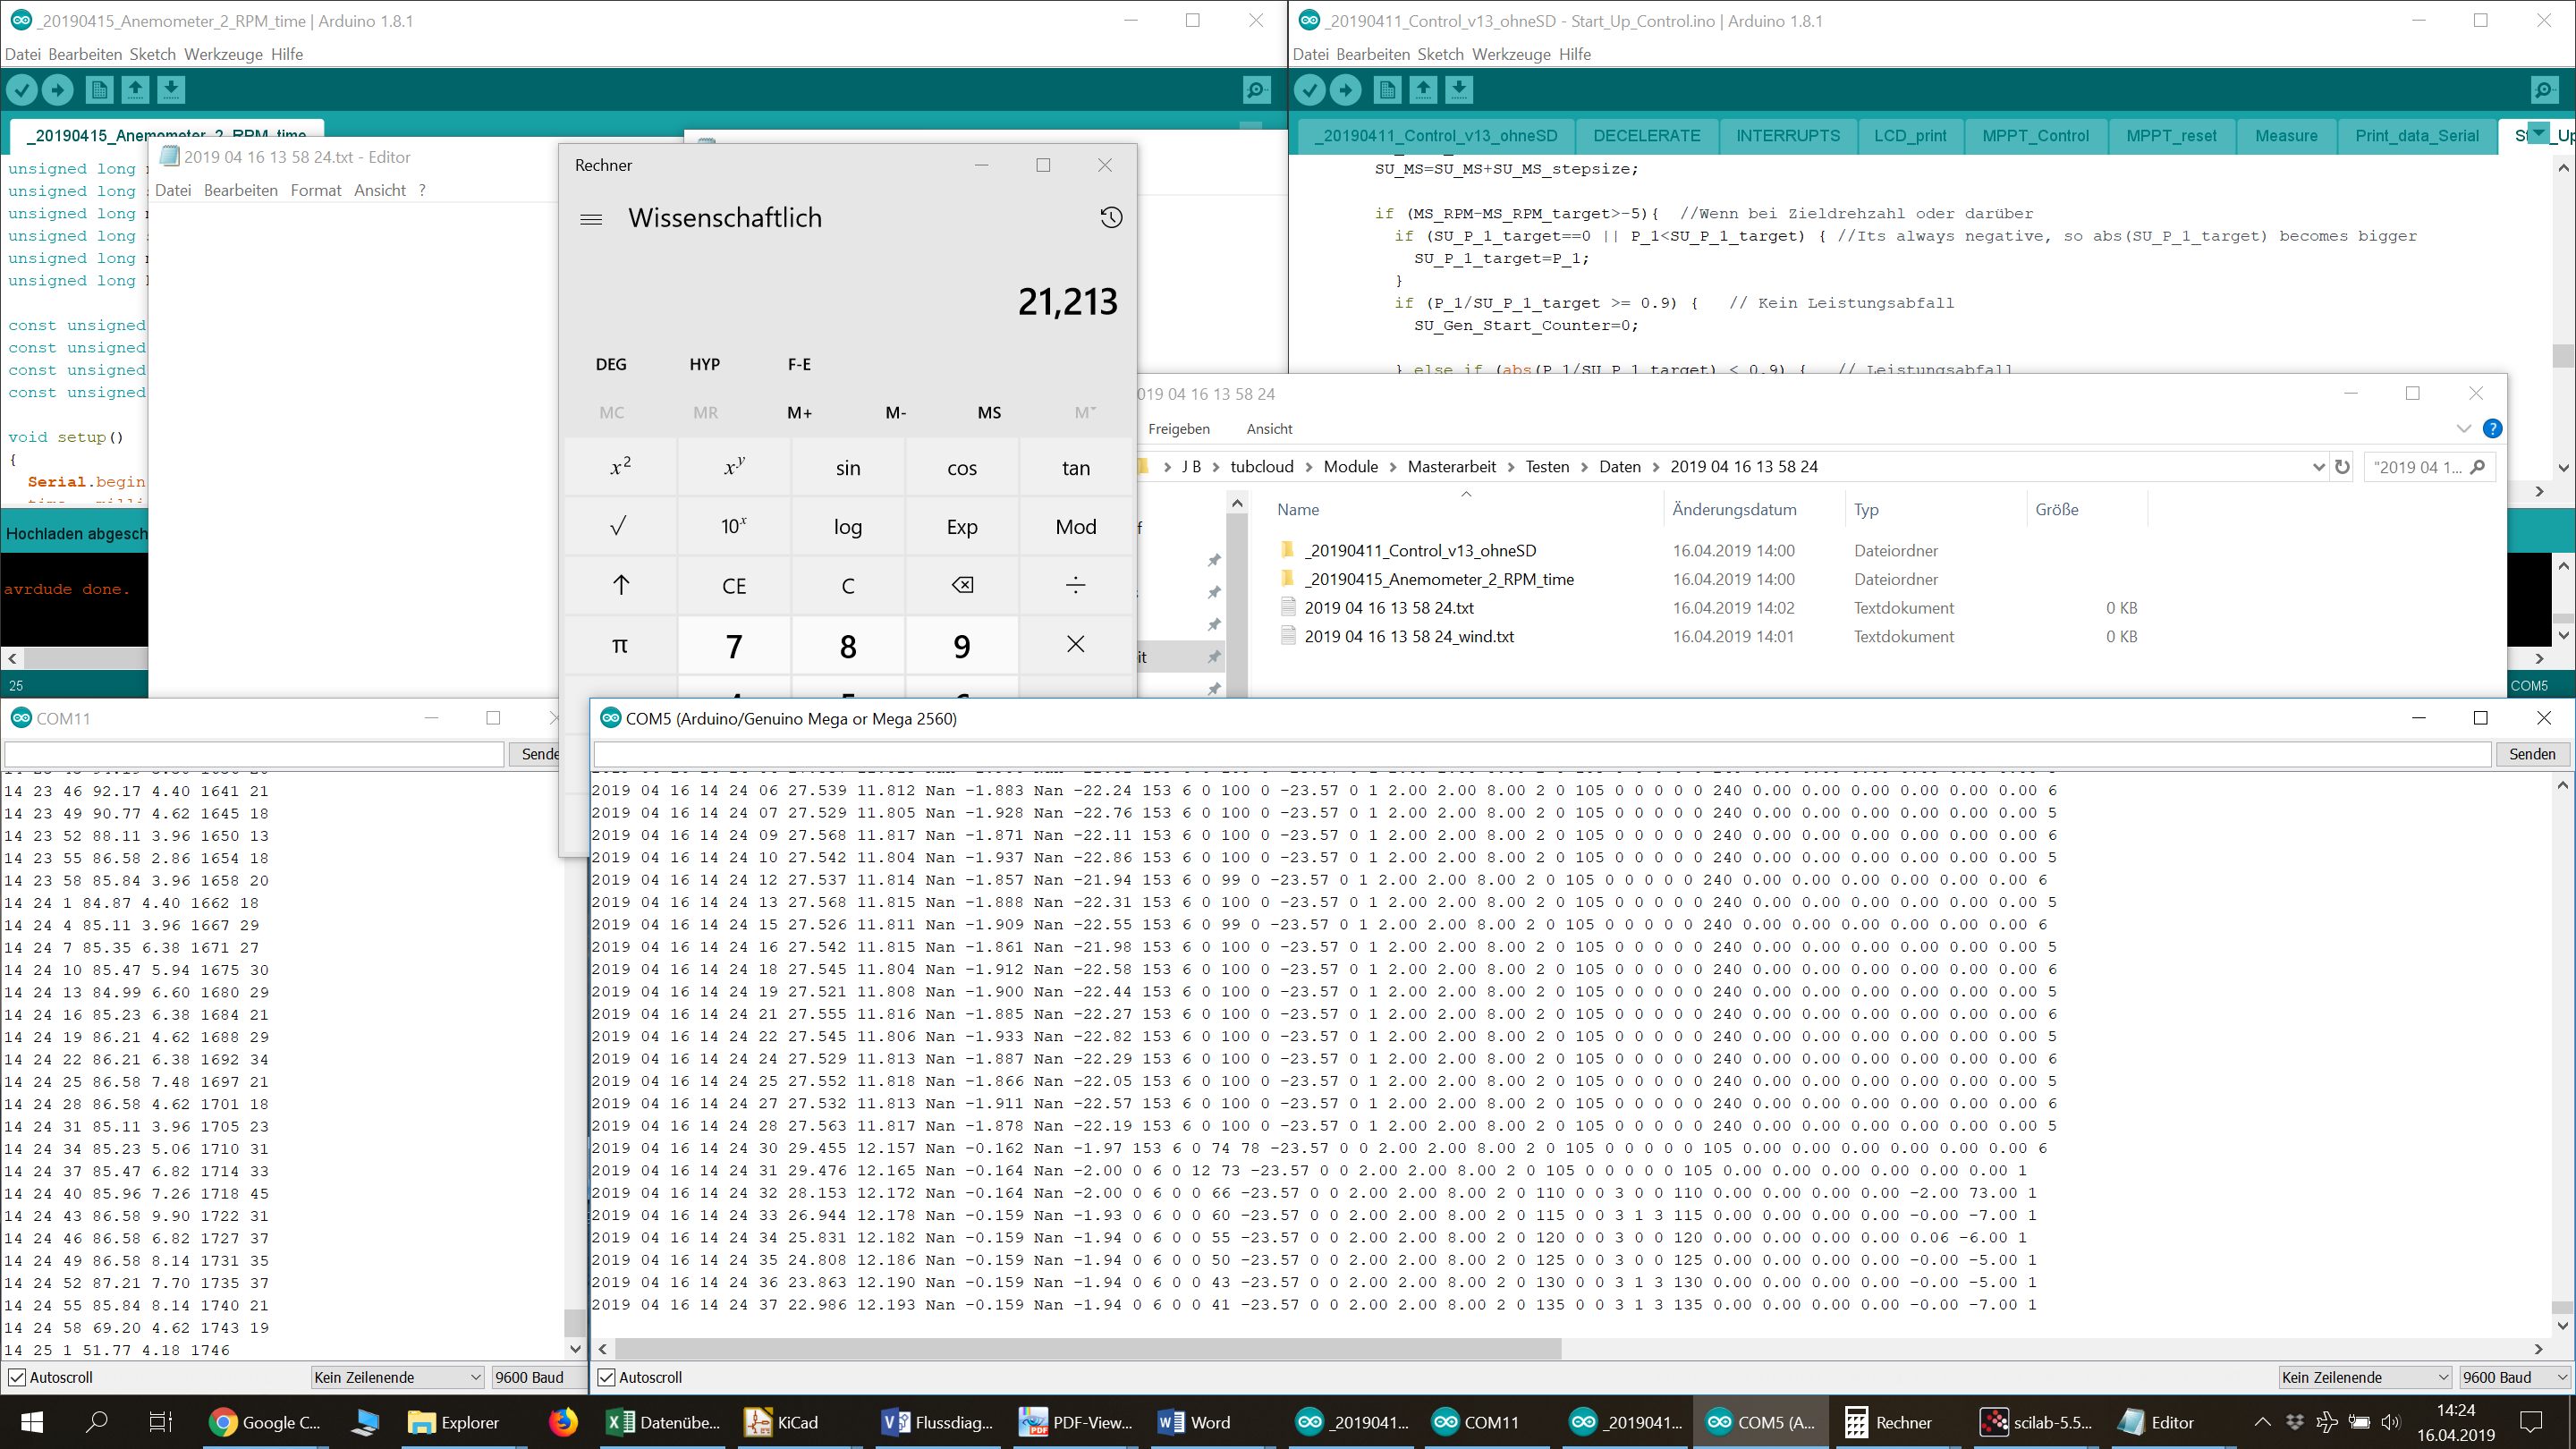 _20190415_Anemometer_2_RPM_time | Arduino 1.8.1
Datei Bearbeiten Sketch Werkzeuge Hilfe
_20190415_Anemometer_2_RPM_time
unsigned long
unsigned long
unsigned long
unsigned long
unsigned long
unsigned long
const unsigned
const unsigned
const unsigned
const unsigned
void setup()
{
Serial.begin
Hochladen abgesch
avrdude done.
25
2019 04 16 13 58 24.txt - Editor
Datei Bearbeiten Format Ansicht ?
Rechner
Wissenschaftlich
21,213
DEG HYP F-E
MC MR M+ M- MS M˅
x² xʸ sin cos tan
√ 10ˣ log Exp Mod
↑ CE C ⌫ ÷
π 7 8 9 ×
_20190411_Control_v13_ohneSD - Start_Up_Control.ino | Arduino 1.8.1
Datei Bearbeiten Sketch Werkzeuge Hilfe
_20190411_Control_v13_ohneSD DECELERATE INTERRUPTS LCD_print MPPT_Control MPPT_reset Measure Print_data_Serial
SU_MS=SU_MS+SU_MS_stepsize;
if (MS_RPM-MS_RPM_target>-5){ //Wenn bei Zieldrehzahl oder darüber
if (SU_P_1_target==0 || P_1<SU_P_1_target) { //Its always negative, so abs(SU_P_1_target) becomes bigger
SU_P_1_target=P_1;
}
if (P_1/SU_P_1_target >= 0.9) { // Kein Leistungsabfall
SU_Gen_Start_Counter=0;
} else if (abs(P_1/SU_P_1_target) < 0.9) { // Leistungsabfall
COM5
019 04 16 13 58 24
Freigeben Ansicht
J B > tubcloud > Module > Masterarbeit > Testen > Daten > 2019 04 16 13 58 24
"2019 04 1...
Name Änderungsdatum Typ Größe
_20190411_Control_v13_ohneSD 16.04.2019 14:00 Dateiordner
_20190415_Anemometer_2_RPM_time 16.04.2019 14:00 Dateiordner
2019 04 16 13 58 24.txt 16.04.2019 14:02 Textdokument 0 KB
2019 04 16 13 58 24_wind.txt 16.04.2019 14:01 Textdokument 0 KB
COM11
Sende
14 23 46 92.17 4.40 1641 21
14 23 49 90.77 4.62 1645 18
14 23 52 88.11 3.96 1650 13
14 23 55 86.58 2.86 1654 18
14 23 58 85.84 3.96 1658 20
14 24 1 84.87 4.40 1662 18
14 24 4 85.11 3.96 1667 29
14 24 7 85.35 6.38 1671 27
14 24 10 85.47 5.94 1675 30
14 24 13 84.99 6.60 1680 29
14 24 16 85.23 6.38 1684 21
14 24 19 86.21 4.62 1688 29
14 24 22 86.21 6.38 1692 34
14 24 25 86.58 7.48 1697 21
14 24 28 86.58 4.62 1701 18
14 24 31 85.11 3.96 1705 23
14 24 34 85.23 5.06 1710 31
14 24 37 85.47 6.82 1714 33
14 24 40 85.96 7.26 1718 45
14 24 43 86.58 9.90 1722 31
14 24 46 86.58 6.82 1727 37
14 24 49 86.58 8.14 1731 35
14 24 52 87.21 7.70 1735 37
14 24 55 85.84 8.14 1740 21
14 24 58 69.20 4.62 1743 19
14 25 1 51.77 4.18 1746
Autoscroll Kein Zeilenende 9600 Baud
COM5 (Arduino/Genuino Mega or Mega 2560)
Senden
2019 04 16 14 24 06 27.539 11.812 Nan -1.883 Nan -22.24 153 6 0 100 0 -23.57 0 1 2.00 2.00 8.00 2 0 105 0 0 0 0 0 240 0.00 0.00 0.00 0.00 0.00 0.00 6
2019 04 16 14 24 07 27.529 11.805 Nan -1.928 Nan -22.76 153 6 0 100 0 -23.57 0 1 2.00 2.00 8.00 2 0 105 0 0 0 0 0 240 0.00 0.00 0.00 0.00 0.00 0.00 5
2019 04 16 14 24 09 27.568 11.817 Nan -1.871 Nan -22.11 153 6 0 100 0 -23.57 0 1 2.00 2.00 8.00 2 0 105 0 0 0 0 0 240 0.00 0.00 0.00 0.00 0.00 0.00 6
2019 04 16 14 24 10 27.542 11.804 Nan -1.937 Nan -22.86 153 6 0 100 0 -23.57 0 1 2.00 2.00 8.00 2 0 105 0 0 0 0 0 240 0.00 0.00 0.00 0.00 0.00 0.00 5
2019 04 16 14 24 12 27.537 11.814 Nan -1.857 Nan -21.94 153 6 0 99 0 -23.57 0 1 2.00 2.00 8.00 2 0 105 0 0 0 0 0 240 0.00 0.00 0.00 0.00 0.00 0.00 6
2019 04 16 14 24 13 27.568 11.815 Nan -1.888 Nan -22.31 153 6 0 100 0 -23.57 0 1 2.00 2.00 8.00 2 0 105 0 0 0 0 0 240 0.00 0.00 0.00 0.00 0.00 0.00 5
2019 04 16 14 24 15 27.526 11.811 Nan -1.909 Nan -22.55 153 6 0 99 0 -23.57 0 1 2.00 2.00 8.00 2 0 105 0 0 0 0 0 240 0.00 0.00 0.00 0.00 0.00 0.00 6
2019 04 16 14 24 16 27.542 11.815 Nan -1.861 Nan -21.98 153 6 0 100 0 -23.57 0 1 2.00 2.00 8.00 2 0 105 0 0 0 0 0 240 0.00 0.00 0.00 0.00 0.00 0.00 5
2019 04 16 14 24 18 27.545 11.804 Nan -1.912 Nan -22.58 153 6 0 100 0 -23.57 0 1 2.00 2.00 8.00 2 0 105 0 0 0 0 0 240 0.00 0.00 0.00 0.00 0.00 0.00 6
2019 04 16 14 24 19 27.521 11.808 Nan -1.900 Nan -22.44 153 6 0 100 0 -23.57 0 1 2.00 2.00 8.00 2 0 105 0 0 0 0 0 240 0.00 0.00 0.00 0.00 0.00 0.00 5
2019 04 16 14 24 21 27.555 11.816 Nan -1.885 Nan -22.27 153 6 0 100 0 -23.57 0 1 2.00 2.00 8.00 2 0 105 0 0 0 0 0 240 0.00 0.00 0.00 0.00 0.00 0.00 6
2019 04 16 14 24 22 27.545 11.806 Nan -1.933 Nan -22.82 153 6 0 100 0 -23.57 0 1 2.00 2.00 8.00 2 0 105 0 0 0 0 0 240 0.00 0.00 0.00 0.00 0.00 0.00 5
2019 04 16 14 24 24 27.529 11.813 Nan -1.887 Nan -22.29 153 6 0 100 0 -23.57 0 1 2.00 2.00 8.00 2 0 105 0 0 0 0 0 240 0.00 0.00 0.00 0.00 0.00 0.00 6
2019 04 16 14 24 25 27.552 11.818 Nan -1.866 Nan -22.05 153 6 0 100 0 -23.57 0 1 2.00 2.00 8.00 2 0 105 0 0 0 0 0 240 0.00 0.00 0.00 0.00 0.00 0.00 5
2019 04 16 14 24 27 27.532 11.813 Nan -1.911 Nan -22.57 153 6 0 100 0 -23.57 0 1 2.00 2.00 8.00 2 0 105 0 0 0 0 0 240 0.00 0.00 0.00 0.00 0.00 0.00 6
2019 04 16 14 24 28 27.563 11.817 Nan -1.878 Nan -22.19 153 6 0 100 0 -23.57 0 1 2.00 2.00 8.00 2 0 105 0 0 0 0 0 240 0.00 0.00 0.00 0.00 0.00 0.00 5
2019 04 16 14 24 30 29.455 12.157 Nan -0.162 Nan -1.97 153 6 0 74 78 -23.57 0 0 2.00 2.00 8.00 2 0 105 0 0 0 0 0 105 0.00 0.00 0.00 0.00 0.00 0.00 6
2019 04 16 14 24 31 29.476 12.165 Nan -0.164 Nan -2.00 0 6 0 12 73 -23.57 0 0 2.00 2.00 8.00 2 0 105 0 0 0 0 0 105 0.00 0.00 0.00 0.00 0.00 0.00 1
2019 04 16 14 24 32 28.153 12.172 Nan -0.164 Nan -2.00 0 6 0 0 66 -23.57 0 0 2.00 2.00 8.00 2 0 110 0 0 3 0 0 110 0.00 0.00 0.00 0.00 -2.00 73.00 1
2019 04 16 14 24 33 26.944 12.178 Nan -0.159 Nan -1.93 0 6 0 0 60 -23.57 0 0 2.00 2.00 8.00 2 0 115 0 0 3 1 3 115 0.00 0.00 0.00 0.00 -0.00 -7.00 1
2019 04 16 14 24 34 25.831 12.182 Nan -0.159 Nan -1.94 0 6 0 0 55 -23.57 0 0 2.00 2.00 8.00 2 0 120 0 0 3 0 0 120 0.00 0.00 0.00 0.00 0.06 -6.00 1
2019 04 16 14 24 35 24.808 12.186 Nan -0.159 Nan -1.94 0 6 0 0 50 -23.57 0 0 2.00 2.00 8.00 2 0 125 0 0 3 0 0 125 0.00 0.00 0.00 0.00 -0.00 -5.00 1
2019 04 16 14 24 36 23.863 12.190 Nan -0.159 Nan -1.94 0 6 0 0 43 -23.57 0 0 2.00 2.00 8.00 2 0 130 0 0 3 1 3 130 0.00 0.00 0.00 0.00 -0.00 -5.00 1
2019 04 16 14 24 37 22.986 12.193 Nan -0.159 Nan -1.94 0 6 0 0 41 -23.57 0 0 2.00 2.00 8.00 2 0 135 0 0 3 1 3 135 0.00 0.00 0.00 0.00 -0.00 -7.00 1
Autoscroll Kein Zeilenende 9600 Baud
Google C... Explorer Datenübe... KiCad Flussdiag... PDF-View... Word _2019041... COM11 _2019041... COM5 (A... Rechner scilab-5.5... Editor 14:24
16.04.2019